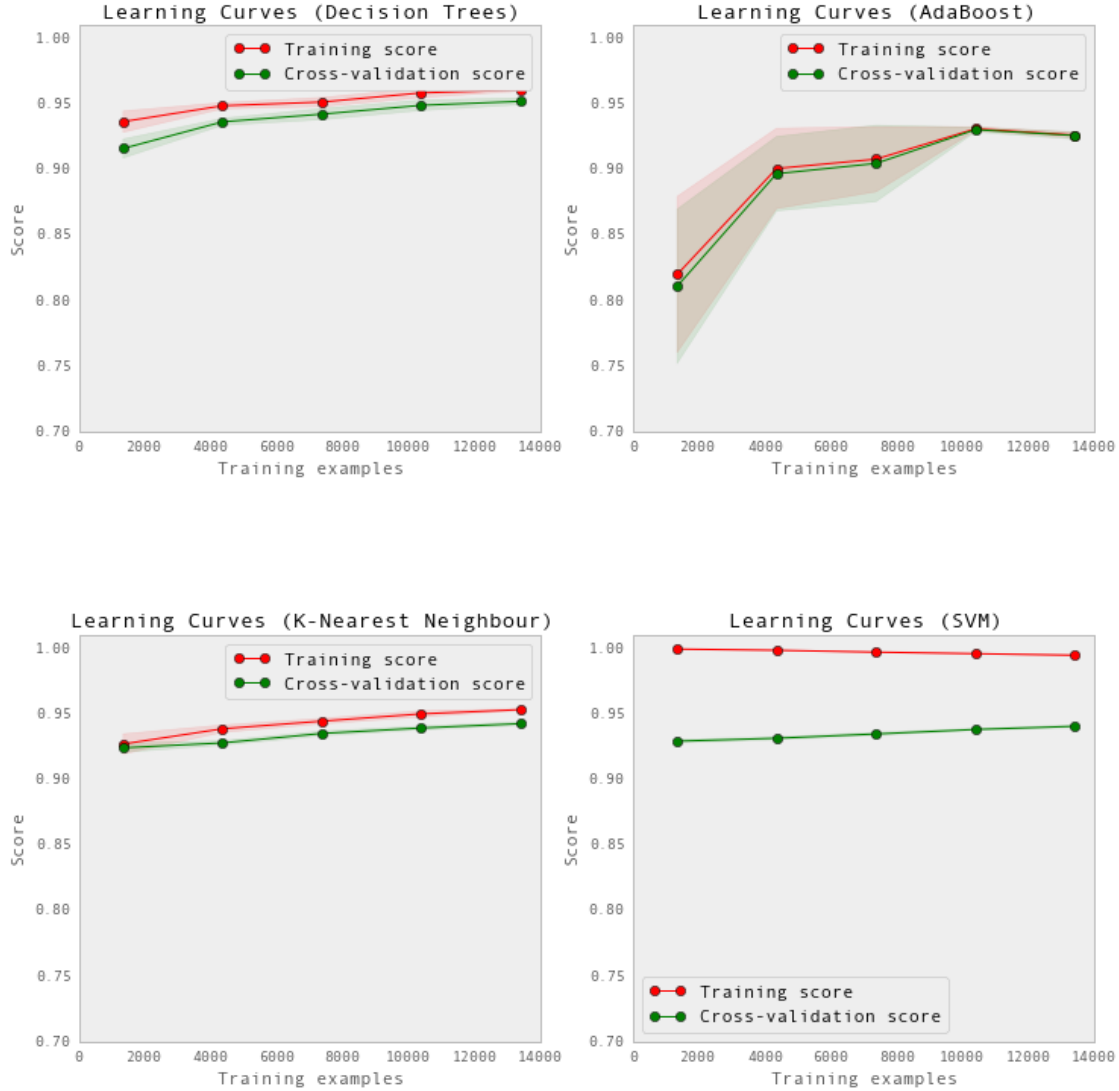 Learning Curves (Decision Trees)
1.00
0.95
0.90
0.85
0.80
0.75
0.70
Score
Training score
Cross-validation score
0 2000 4000 6000 8000 10000 12000 14000
Training examples
Learning Curves (AdaBoost)
1.00
0.95
0.90
0.85
0.80
0.75
0.70
Score
Training score
Cross-validation score
0 2000 4000 6000 8000 10000 12000 14000
Training examples
Learning Curves (K-Nearest Neighbour)
1.00
0.95
0.90
0.85
0.80
0.75
0.70
Score
Training score
Cross-validation score
0 2000 4000 6000 8000 10000 12000 14000
Training examples
Learning Curves (SVM)
1.00
0.95
0.90
0.85
0.80
0.75
0.70
Score
Training score
Cross-validation score
0 2000 4000 6000 8000 10000 12000 14000
Training examples